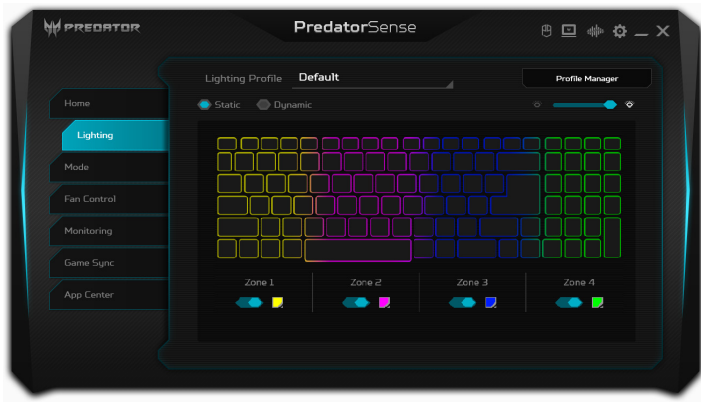 PREDATOR
PredatorSense
Lighting Profile Default
Profile Manager
Static Dynamic
Home
Lighting
Mode
Fan Control
Monitoring
Game Sync
App Center
Zone 1 Zone 2 Zone 3 Zone 4